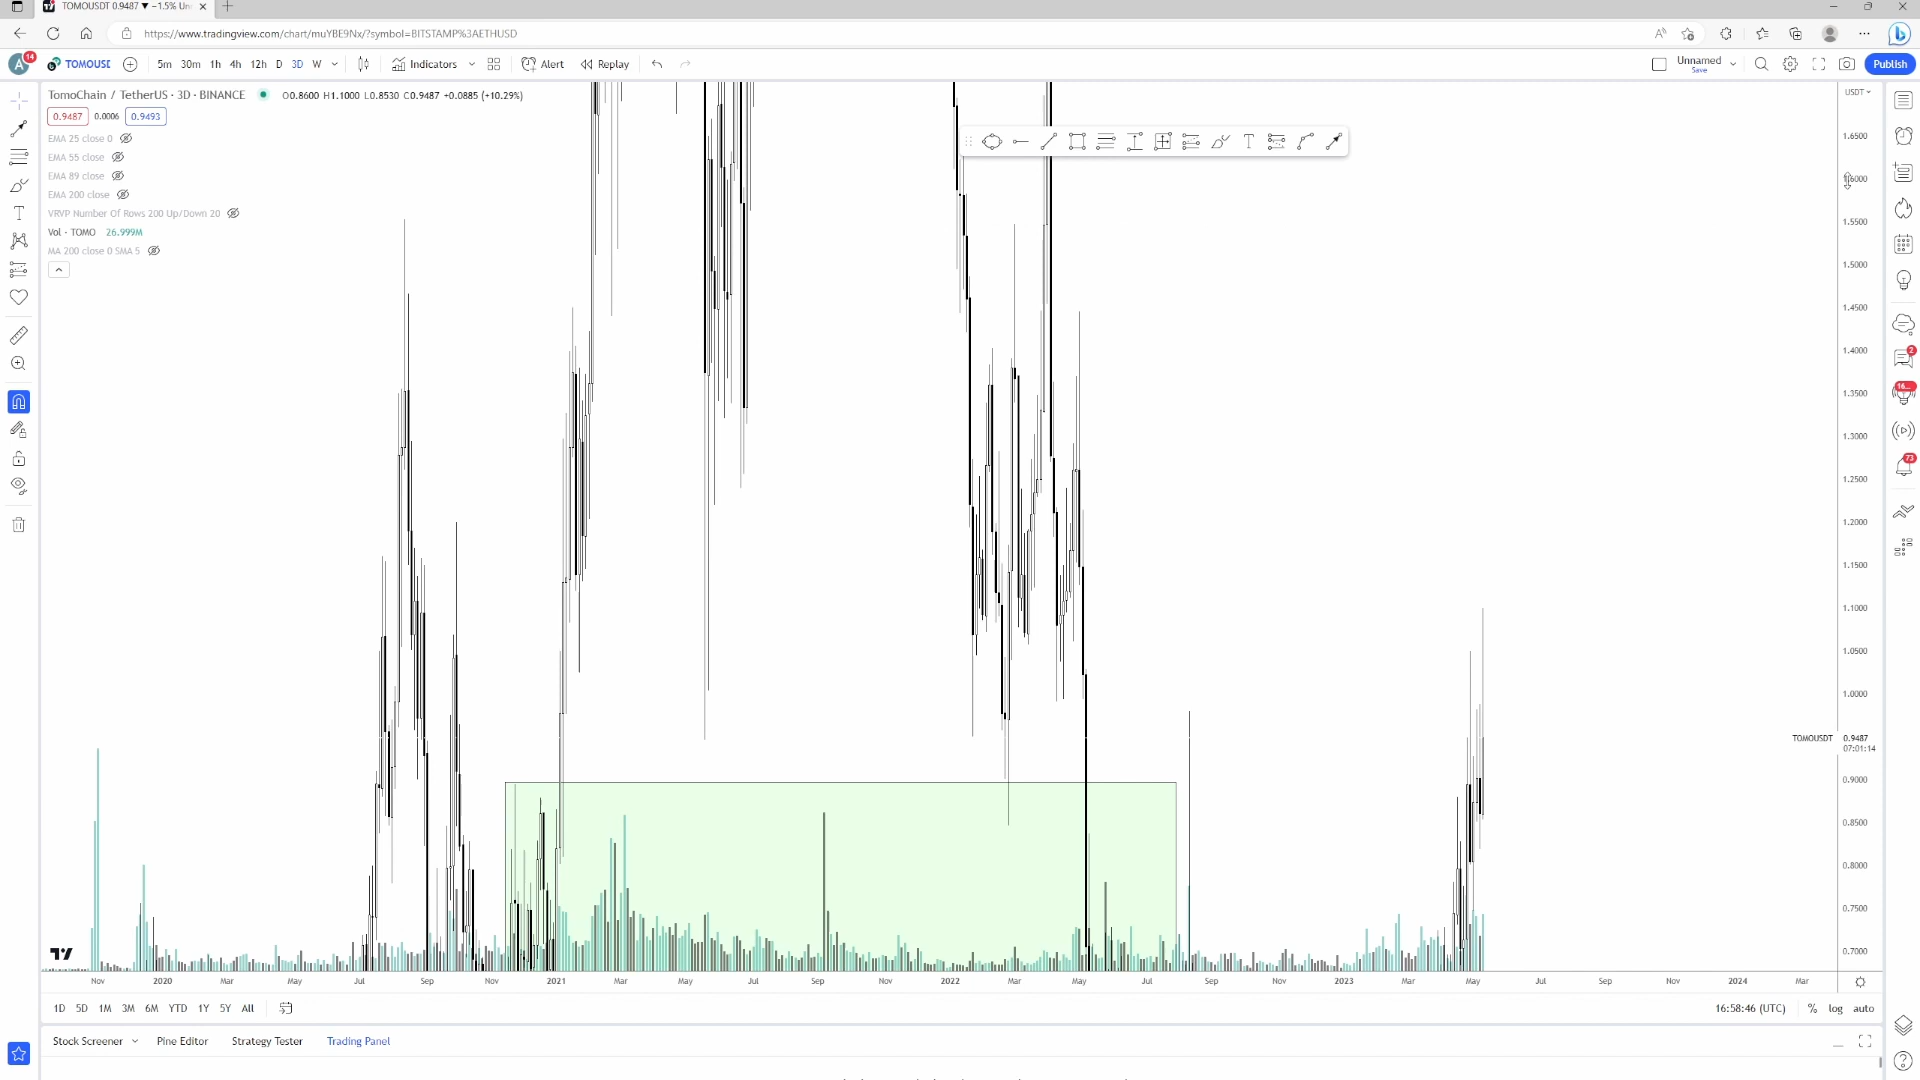 TOMOUSDT 0.9487 ▼ −1.5% Un
https://www.tradingview.com/chart/muYBE9Nx/?symbol=BITSTAMP%3AETHUSD
A 14 TOMOUSD 5m 30m 1h 4h 12h D 3D W Indicators Alert Replay Unnamed Save Publish
TomoChain / TetherUS · 3D · BINANCE O0.8600 H1.1000 L0.8530 C0.9487 +0.0885 (+10.29%)
0.9487 0.0006 0.9493
EMA 25 close 0
EMA 55 close
EMA 89 close
EMA 200 close
VRVP Number Of Rows 200 Up/Down 20
Vol · TOMO 26.999M
MA 200 close 0 SMA 5
USDT
1.6500
1.6000
1.5500
1.5000
1.4500
1.4000
1.3500
1.3000
1.2500
1.2000
1.1500
1.1000
1.0500
1.0000
TOMOUSDT 0.9487
07:01:14
0.9000
0.8500
0.8000
0.7500
0.7000
2
16...
73
Nov 2020 Mar May Jul Sep Nov 2021 Mar May Jul Sep Nov 2022 Mar May Jul Sep Nov 2023 Mar May Jul Sep Nov 2024 Mar
1D 5D 1M 3M 6M YTD 1Y 5Y All 16:58:46 (UTC) % log auto
Stock Screener Pine Editor Strategy Tester Trading Panel